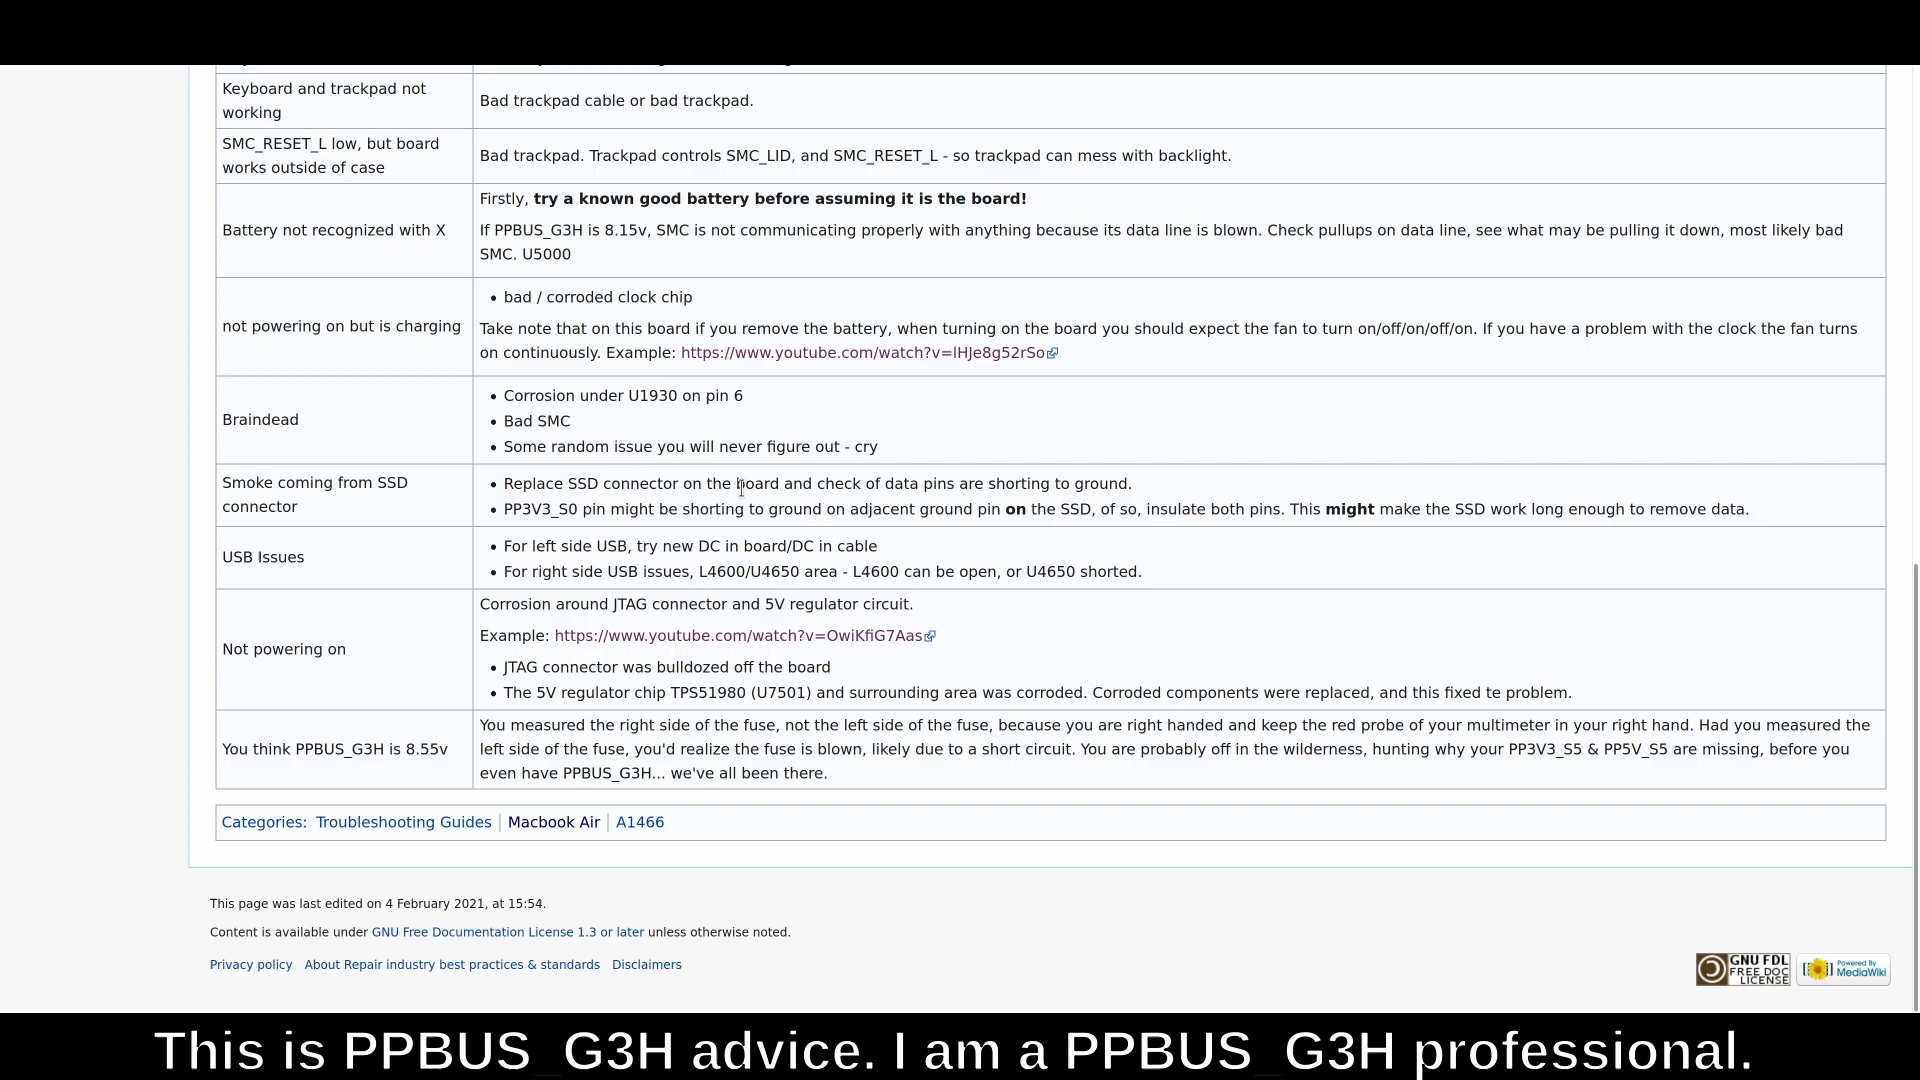 Keyboard and trackpad not
working
Bad trackpad cable or bad trackpad.
SMC_RESET_L low, but board
works outside of case
Bad trackpad. Trackpad controls SMC_LID, and SMC_RESET_L - so trackpad can mess with backlight.
Battery not recognized with X
Firstly, try a known good battery before assuming it is the board!
If PPBUS_G3H is 8.15v, SMC is not communicating properly with anything because its data line is blown. Check pullups on data line, see what may be pulling it down, most likely bad
SMC. U5000
not powering on but is charging
• bad / corroded clock chip
Take note that on this board if you remove the battery, when turning on the board you should expect the fan to turn on/off/on/off/on. If you have a problem with the clock the fan turns
on continuously. Example: https://www.youtube.com/watch?v=lHJe8g52rSo
Braindead
• Corrosion under U1930 on pin 6
• Bad SMC
• Some random issue you will never figure out - cry
Smoke coming from SSD
connector
• Replace SSD connector on the board and check of data pins are shorting to ground.
• PP3V3_S0 pin might be shorting to ground on adjacent ground pin on the SSD, of so, insulate both pins. This might make the SSD work long enough to remove data.
USB Issues
• For left side USB, try new DC in board/DC in cable
• For right side USB issues, L4600/U4650 area - L4600 can be open, or U4650 shorted.
Not powering on
Corrosion around JTAG connector and 5V regulator circuit.
Example: https://www.youtube.com/watch?v=OwiKfiG7Aas
• JTAG connector was bulldozed off the board
• The 5V regulator chip TPS51980 (U7501) and surrounding area was corroded. Corroded components were replaced, and this fixed te problem.
You think PPBUS_G3H is 8.55v
You measured the right side of the fuse, not the left side of the fuse, because you are right handed and keep the red probe of your multimeter in your right hand. Had you measured the
left side of the fuse, you'd realize the fuse is blown, likely due to a short circuit. You are probably off in the wilderness, hunting why your PP3V3_S5 & PP5V_S5 are missing, before you
even have PPBUS_G3H... we've all been there.
Categories: Troubleshooting Guides | Macbook Air | A1466
This page was last edited on 4 February 2021, at 15:54.
Content is available under GNU Free Documentation License 1.3 or later unless otherwise noted.
Privacy policy About Repair industry best practices & standards Disclaimers
GNU FDL
FREE DOC
LICENSE
Powered By
MediaWiki
This is PPBUS_G3H advice. I am a PPBUS_G3H professional.